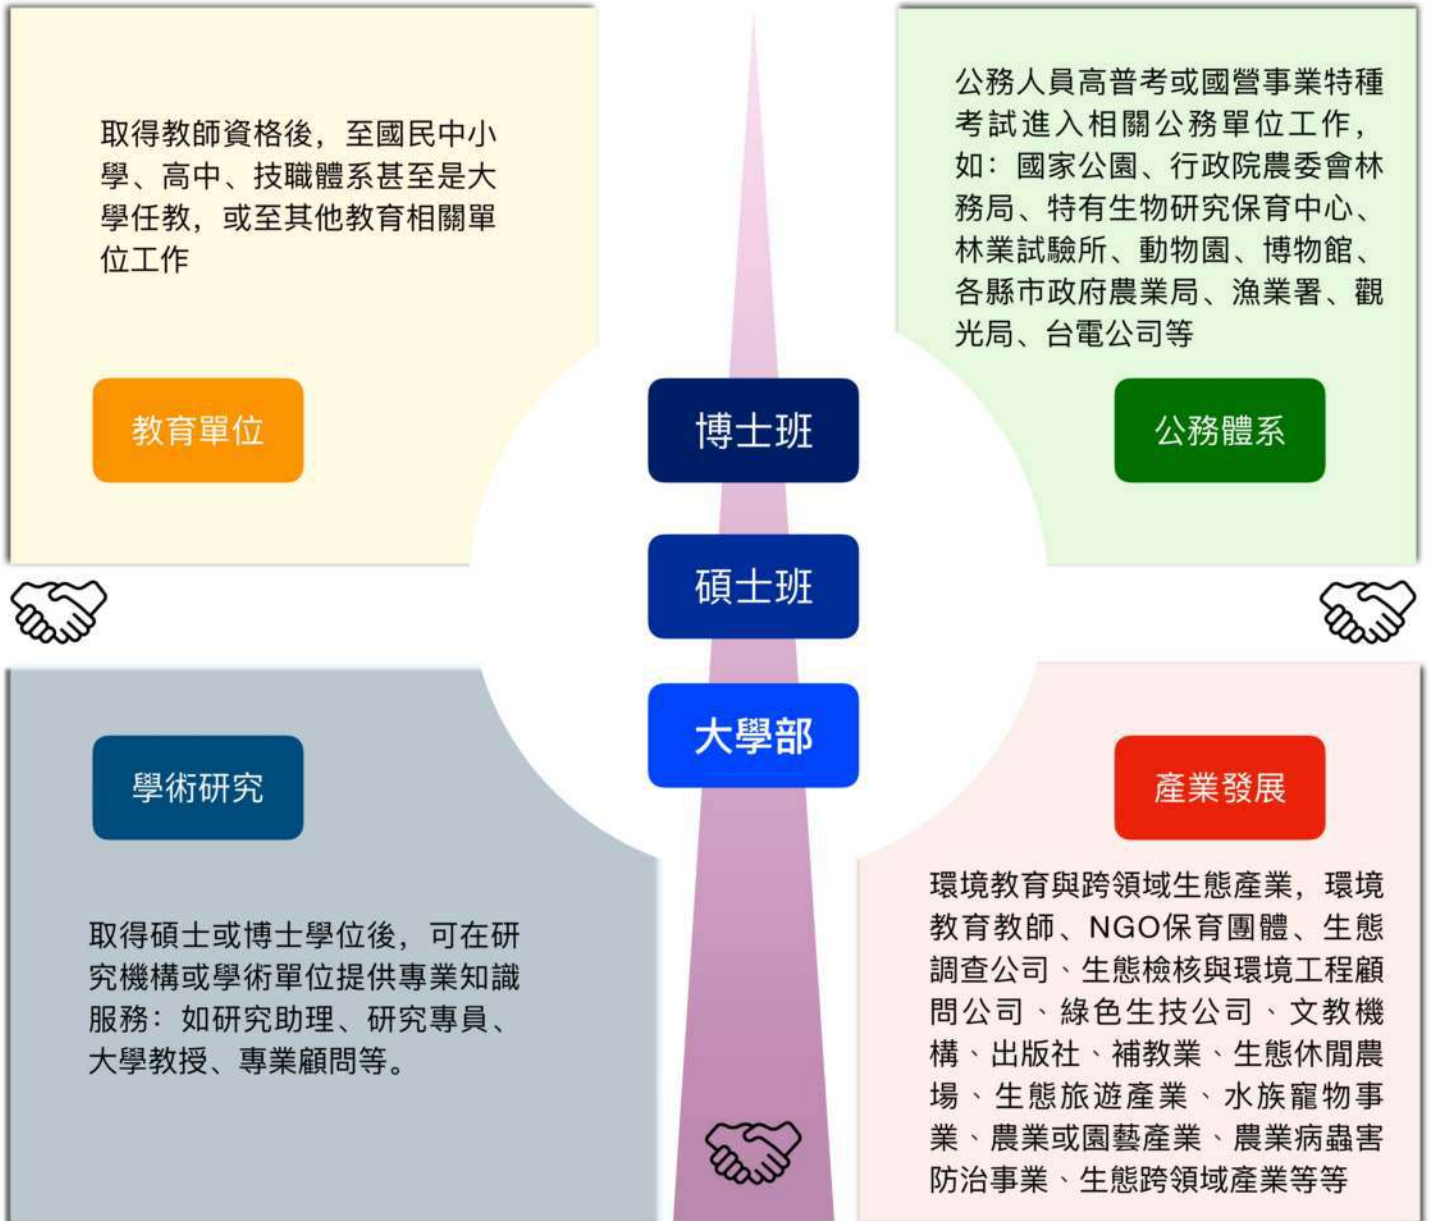 取得教師資格後，至國民中小
學、高中、技職體系甚至是大
學任教，或至其他教育相關單
位工作
教育單位
公務人員高普考或國營事業特種
考試進入相關公務單位工作，
如：國家公園、行政院農委會林
務局、特有生物研究保育中心、
林業試驗所、動物園、博物館、
各縣市政府農業局、漁業署、觀
光局、台電公司等
公務體系
博士班
碩士班
大學部
學術研究
取得碩士或博士學位後，可在研
究機構或學術單位提供專業知識
服務：如研究助理、研究專員、
大學教授、專業顧問等。
產業發展
環境教育與跨領域生態產業，環境
教育教師、NGO保育團體、生態
調查公司、生態檢核與環境工程顧
問公司、綠色生技公司、文教機
構、出版社、補教業、生態休閒農
場、生態旅遊產業、水族寵物事
業、農業或園藝產業、農業病蟲害
防治事業、生態跨領域產業等等